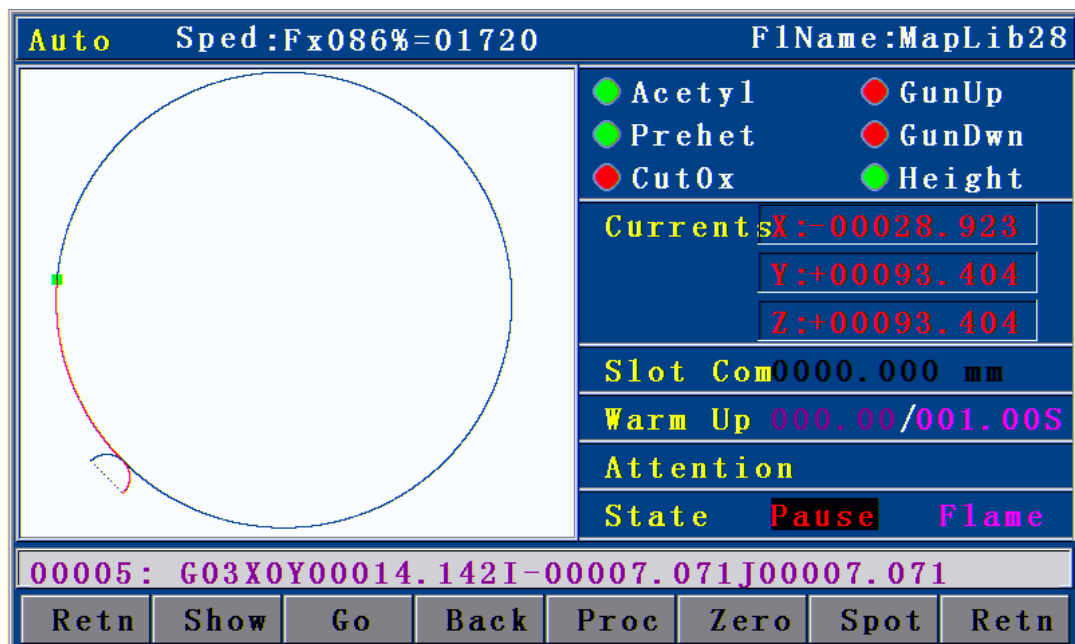 Auto Sped:Fx086%=01720 FlName:MapLib28
Acetyl GunUp
Prehet GunDwn
CutOx Height
Currents X:-00028.923
Y:+00093.404
Z:+00093.404
Slot Com0000.000 mm
Warm Up 000.00/001.00S
Attention
State Pause Flame
00005: G03X0Y00014.142I-00007.071J00007.071
Retn Show Go Back Proc Zero Spot Retn